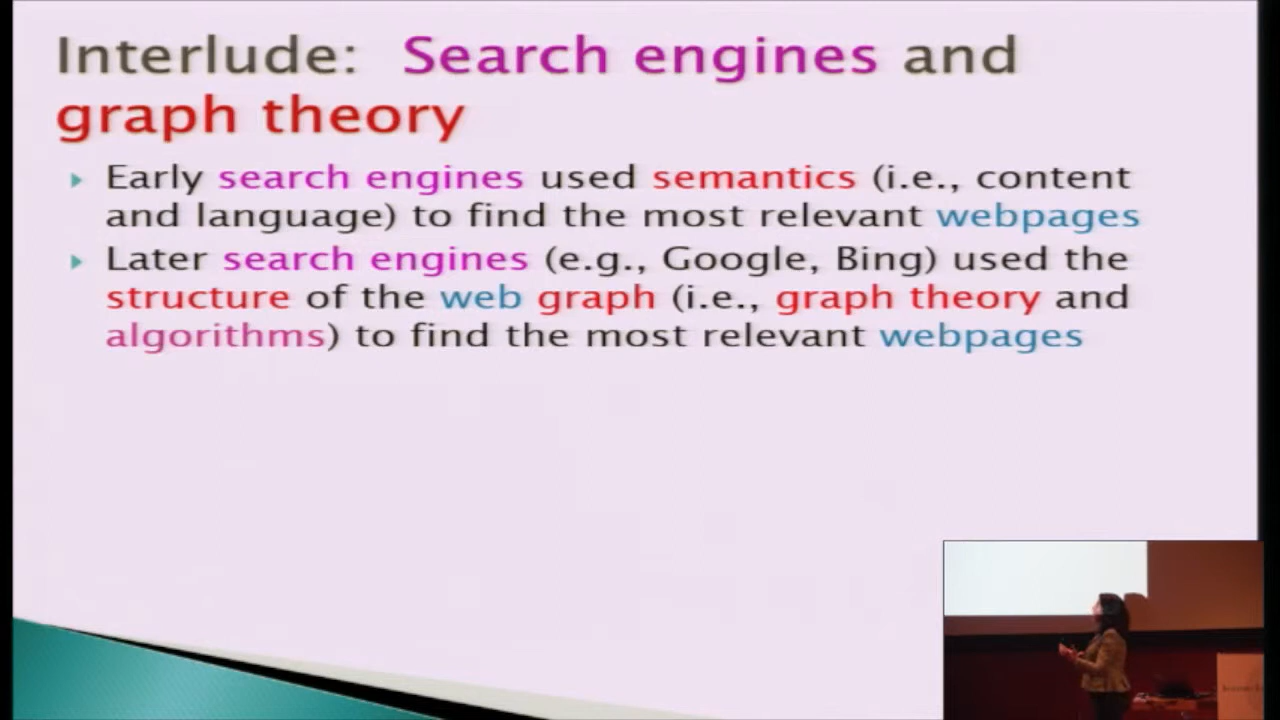 Interlude: Search engines and
graph theory
Early search engines used semantics (i.e., content
and language) to find the most relevant webpages
Later search engines (e.g., Google, Bing) used the
structure of the web graph (i.e., graph theory and
algorithms) to find the most relevant webpages